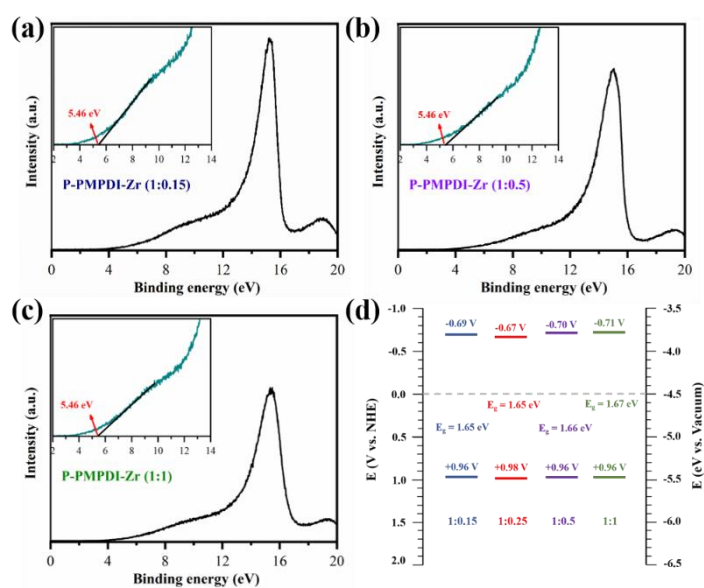 (a)
5.46 eV
2 4 6 8 10 12 14
P-PMPDI-Zr (1:0.15)
Intensity (a.u.)
0 4 8 12 16 20
Binding energy (eV)
(b)
5.46 eV
2 4 6 8 10 12 14
P-PMPDI-Zr (1:0.5)
Intensity (a.u.)
0 4 8 12 16 20
Binding energy (eV)
(c)
5.46 eV
2 4 6 8 10 12 14
P-PMPDI-Zr (1:1)
Intensity (a.u.)
0 4 8 12 16 20
Binding energy (eV)
(d)
E (V vs. NHE)
-1.0
-0.5
0.0
0.5
1.0
1.5
2.0
-0.69 V -0.67 V -0.70 V -0.71 V
Eg = 1.65 eV Eg = 1.67 eV
Eg = 1.65 eV Eg = 1.66 eV
+0.96 V +0.98 V +0.96 V +0.96 V
1:0.15 1:0.25 1:0.5 1:1
-3.5
-4.0
-4.5
-5.0
-5.5
-6.0
-6.5
E (eV vs. Vacuum)